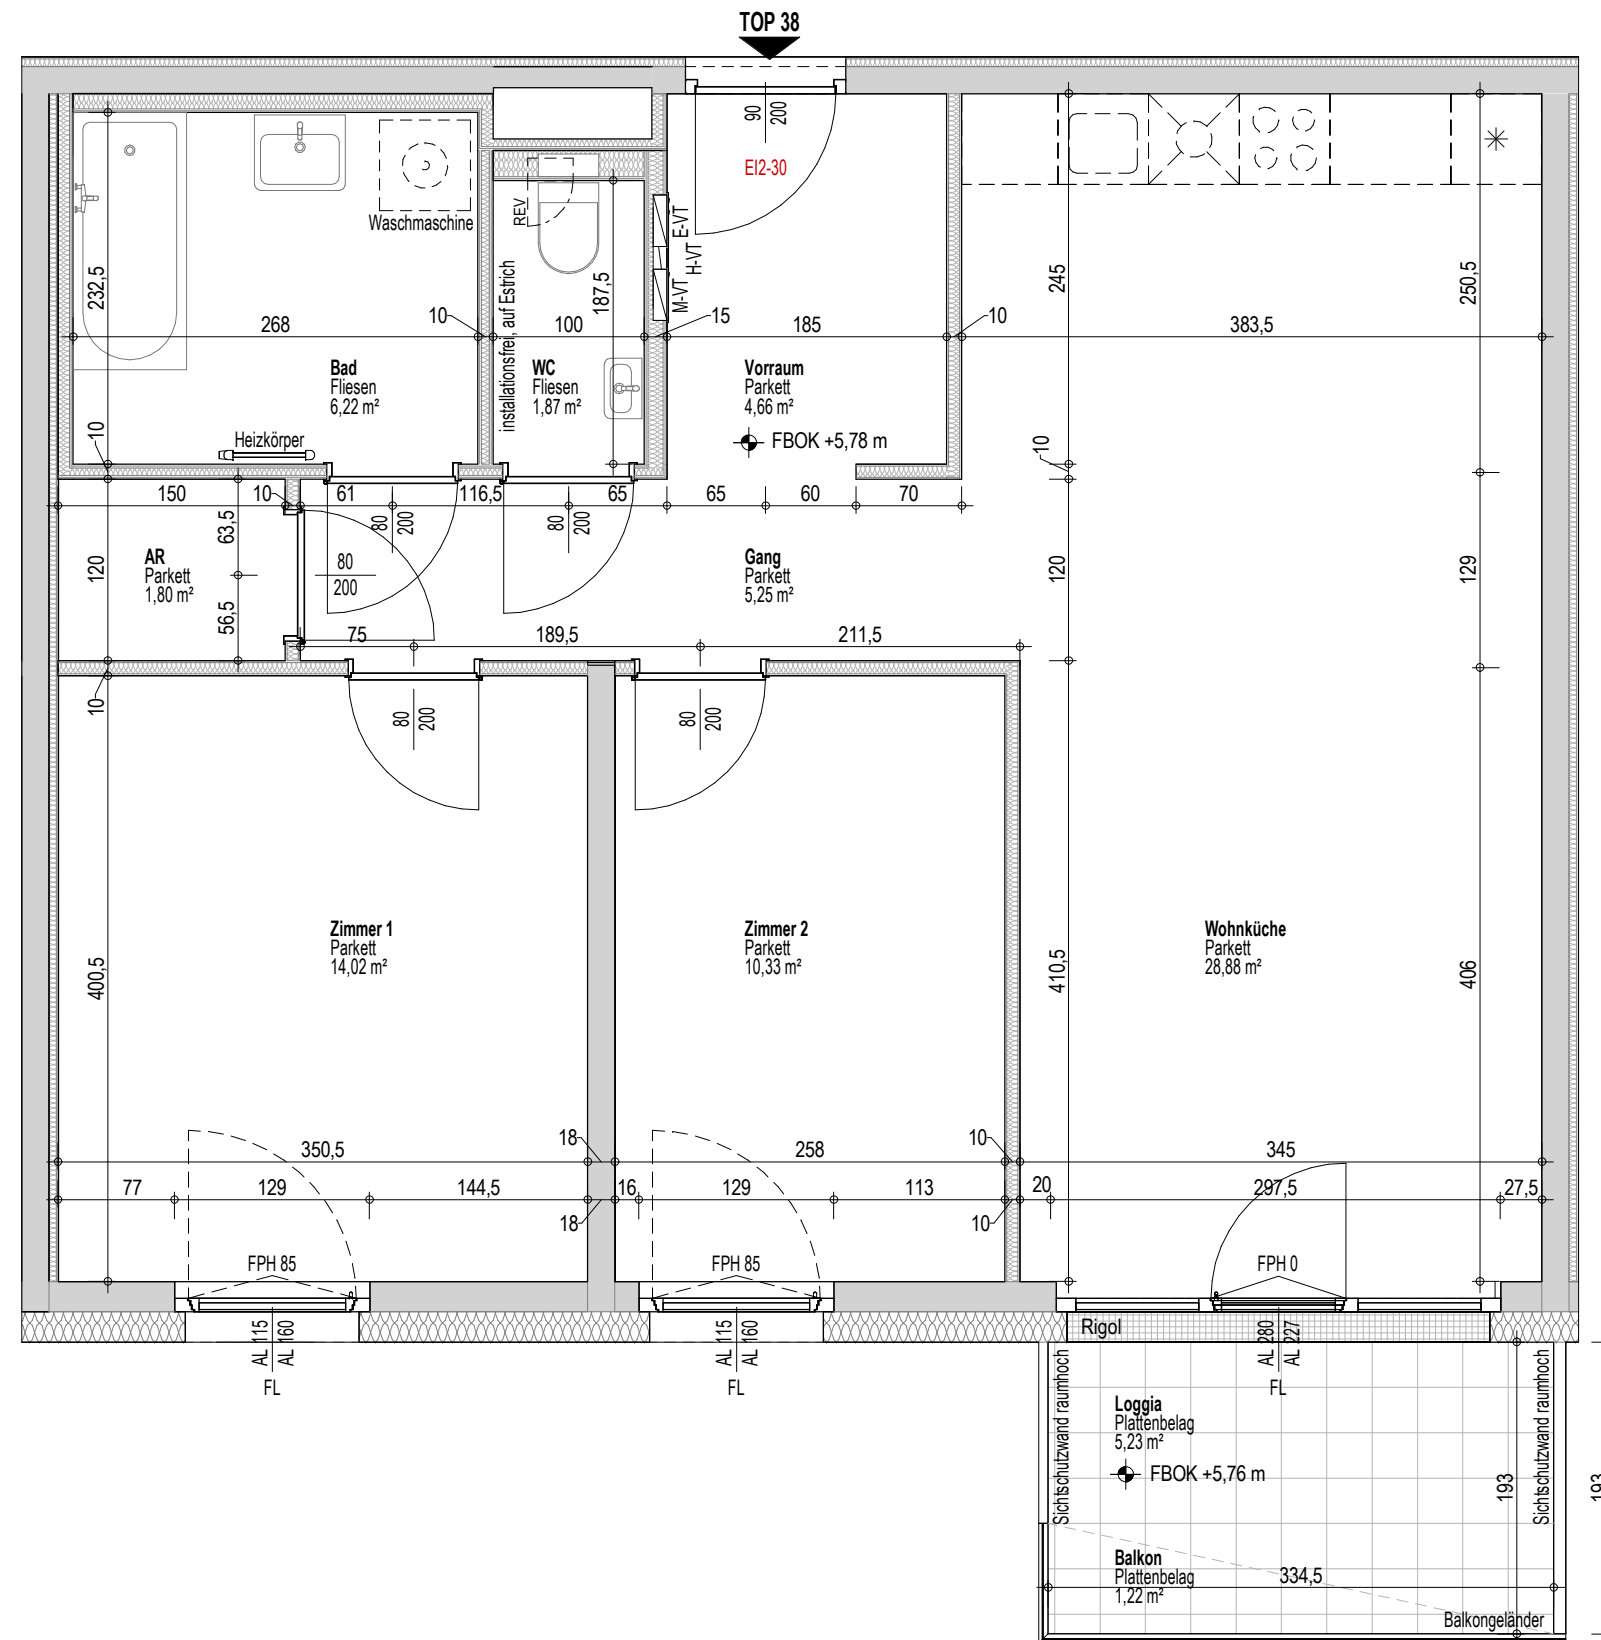 TOP 38
90
200
EI2-30
Waschmaschine
REV
E-VT
H-VT
M-VT
installationsfrei, auf Estrich
232,5
187,5
245
250,5
268
10
100
15
185
10
383,5
Bad
Fliesen
6,22 m²
WC
Fliesen
1,87 m²
Vorraum
Parkett
4,66 m²
FBOK +5,78 m
Heizkörper
10
10
150
10
61
116,5
65
65
60
70
80
200
80
200
80
200
63,5
56,5
120
AR
Parkett
1,80 m²
Gang
Parkett
5,25 m²
120
129
75
189,5
211,5
10
80
200
80
200
Zimmer 1
Parkett
14,02 m²
Zimmer 2
Parkett
10,33 m²
Wohnküche
Parkett
28,88 m²
400,5
410,5
406
350,5
18
258
10
345
77
129
144,5
18
16
129
113
10
20
297,5
27,5
FPH 85
FPH 85
FPH 0
AL 115
AL 160
FL
AL 115
AL 160
FL
Rigol
AL 280
AL 227
FL
Sichtschutzwand raumhoch
Sichtschutzwand raumhoch
Loggia
Plattenbelag
5,23 m²
FBOK +5,76 m
193
193
Balkon
Plattenbelag
1,22 m²
334,5
Balkongeländer